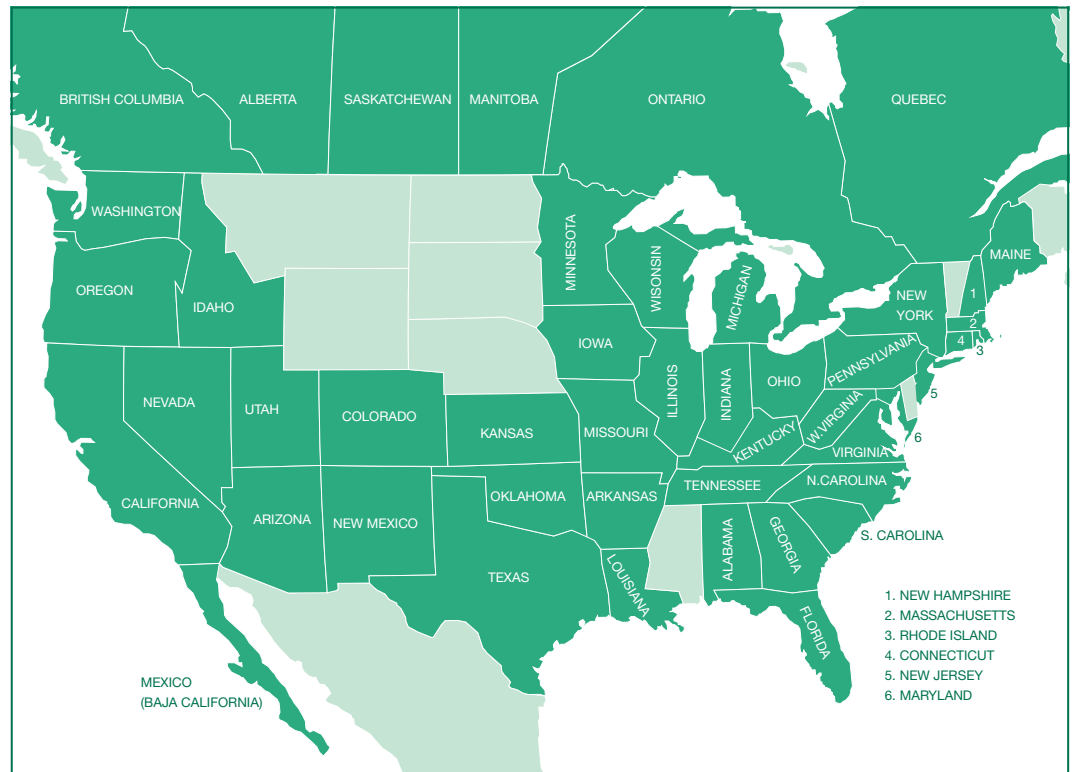 BRITISH COLUMBIA
ALBERTA
SASKATCHEWAN
MANITOBA
ONTARIO
QUEBEC
WASHINGTON
OREGON
IDAHO
MINNESOTA
WISONSIN
MICHIGAN
MAINE
NEW
YORK
1
2
3
4
5
6
IOWA
PENNSYLVANIA
NEVADA
UTAH
COLORADO
KANSAS
MISSOURI
ILLINOIS
INDIANA
OHIO
KENTUCKY
W.VIRGINIA
VIRGINIA
CALIFORNIA
ARIZONA
NEW MEXICO
OKLAHOMA
ARKANSAS
TENNESSEE
N.CAROLINA
S. CAROLINA
TEXAS
LOUISIANA
ALABAMA
GEORGIA
FLORIDA
MEXICO
(BAJA CALIFORNIA)
1. NEW HAMPSHIRE
2. MASSACHUSETTS
3. RHODE ISLAND
4. CONNECTICUT
5. NEW JERSEY
6. MARYLAND